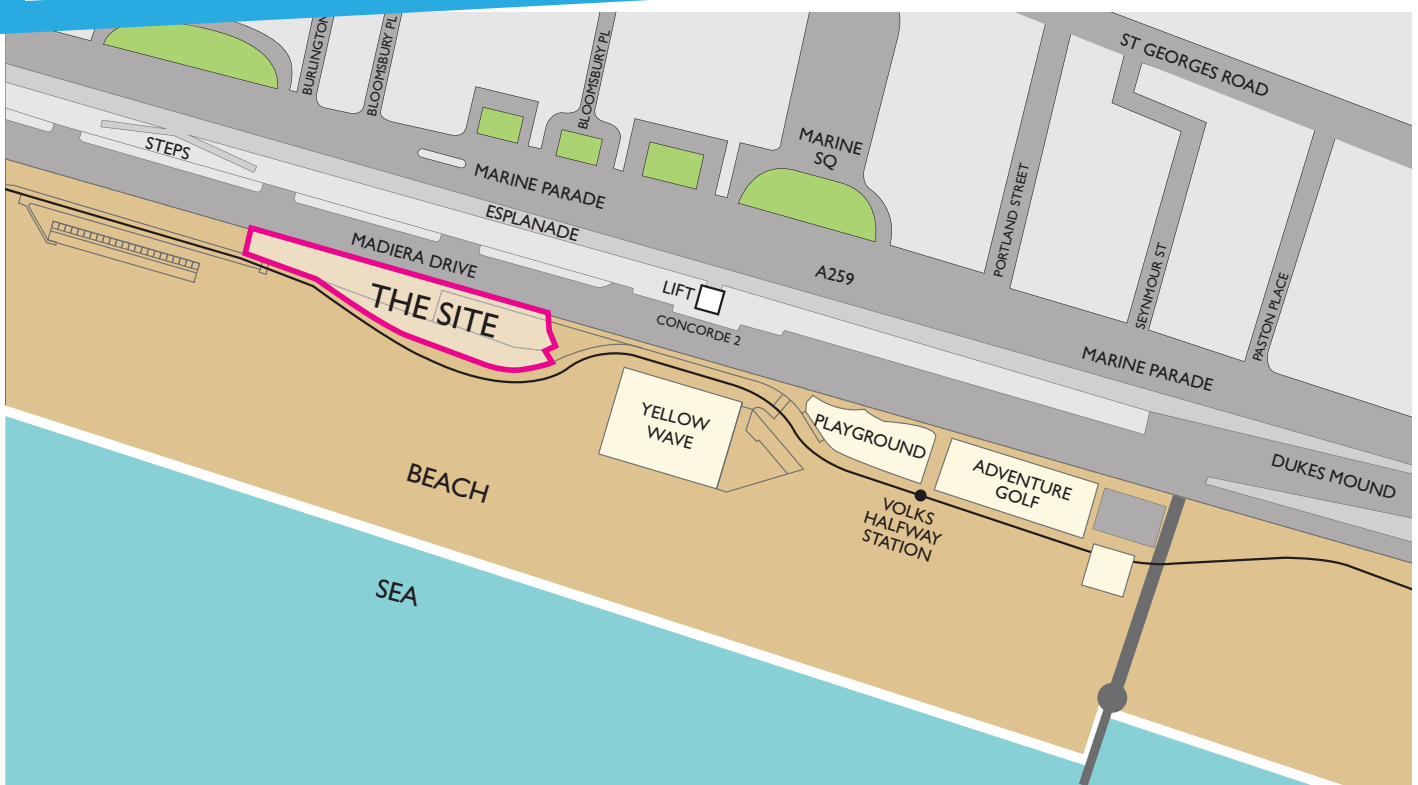 BURLINGTON
BLOOMSBURY PL
BLOOMSBURY PL
ST GEORGES ROAD
MARINE
SQ
STEPS
MARINE PARADE
ESPLANADE
PORTLAND STREET
SEYNMOUR ST
PASTON PLACE
MADIERA DRIVE
A259
LIFT
THE SITE
CONCORDE 2
MARINE PARADE
YELLOW
WAVE
PLAYGROUND
ADVENTURE
GOLF
DUKES MOUND
BEACH
VOLKS
HALFWAY
STATION
SEA